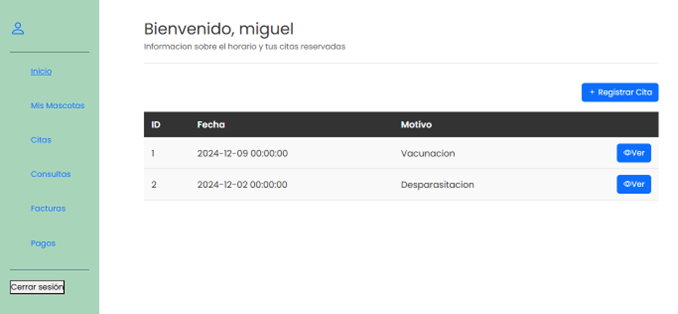 Inicio
Mis Mascotas
Citas
Consultas
Facturas
Pagos
Cerrar sesión
Bienvenido, miguel
Informacion sobre el horario y tus citas reservadas
+ Registrar Cita
ID Fecha Motivo
1 2024-12-09 00:00:00 Vacunacion Ver
2 2024-12-02 00:00:00 Desparasitacion Ver